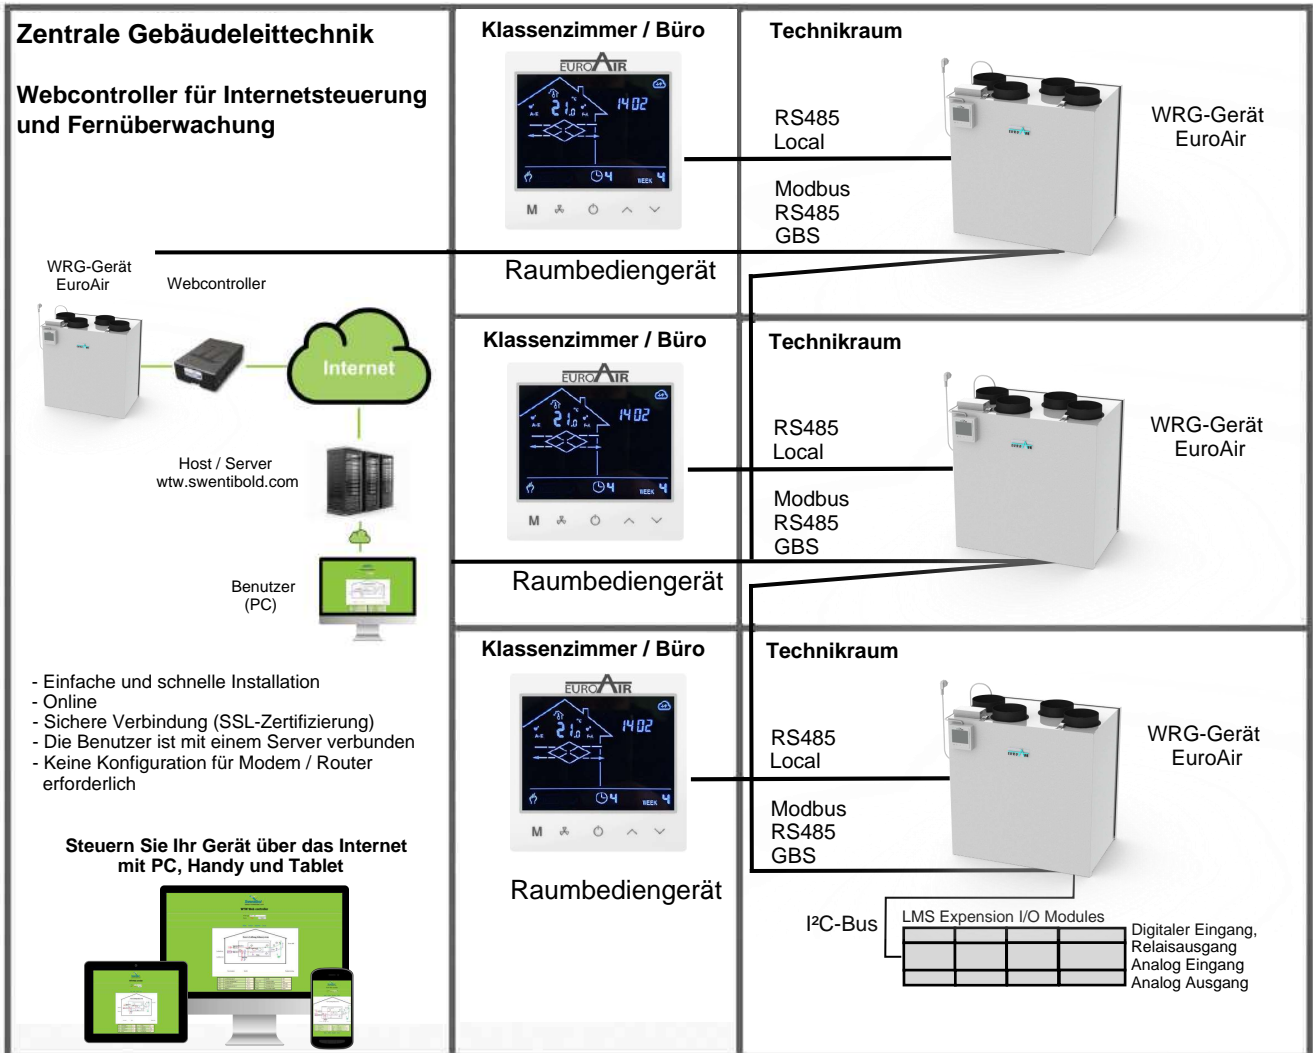 Zentrale Gebäudeleittechnik
Webcontroller für Internetsteuerung
und Fernüberwachung
WRG-Gerät
EuroAir
Webcontroller
Internet
Host / Server
wtw.swentibold.com
Benutzer
(PC)
- Einfache und schnelle Installation
- Online
- Sichere Verbindung (SSL-Zertifizierung)
- Die Benutzer ist mit einem Server verbunden
- Keine Konfiguration für Modem / Router
erforderlich
Steuern Sie Ihr Gerät über das Internet
mit PC, Handy und Tablet
Klassenzimmer / Büro
EUROAIR
21.0
1402
4
WEEK 4
M
Raumbediengerät
Technikraum
RS485
Local
Modbus
RS485
GBS
WRG-Gerät
EuroAir
Klassenzimmer / Büro
EUROAIR
21.0
1402
4
WEEK 4
M
Raumbediengerät
Technikraum
RS485
Local
Modbus
RS485
GBS
WRG-Gerät
EuroAir
Klassenzimmer / Büro
EUROAIR
21.0
1402
4
WEEK 4
M
Raumbediengerät
Technikraum
RS485
Local
Modbus
RS485
GBS
WRG-Gerät
EuroAir
I²C-Bus
LMS Expension I/O Modules
Digitaler Eingang,
Relaisausgang
Analog Eingang
Analog Ausgang